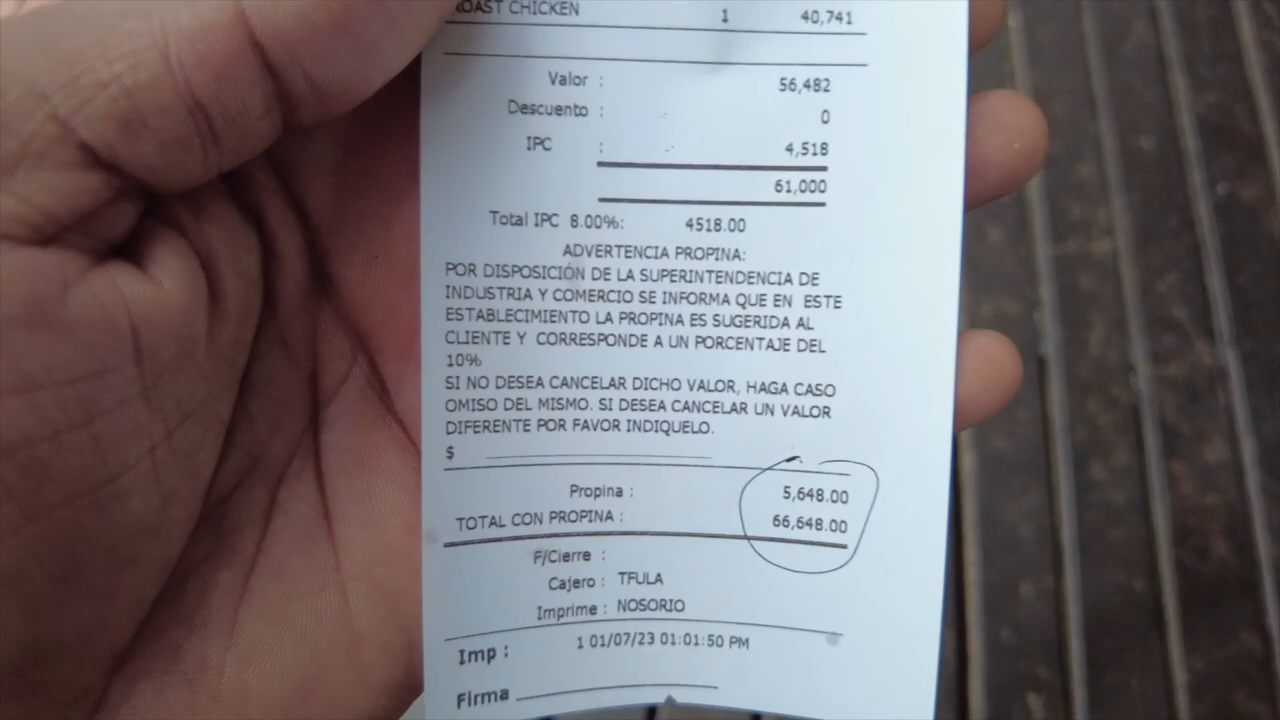 ROAST CHICKEN 1 40,741
Valor : 56,482
Descuento : 0
IPC : 4,518
61,000
Total IPC 8.00%: 4518.00
ADVERTENCIA PROPINA:
POR DISPOSICIÓN DE LA SUPERINTENDENCIA DE
INDUSTRIA Y COMERCIO SE INFORMA QUE EN ESTE
ESTABLECIMIENTO LA PROPINA ES SUGERIDA AL
CLIENTE Y CORRESPONDE A UN PORCENTAJE DEL
10%
SI NO DESEA CANCELAR DICHO VALOR, HAGA CASO
OMISO DEL MISMO. SI DESEA CANCELAR UN VALOR
DIFERENTE POR FAVOR INDIQUELO.
$
Propina : 5,648.00
TOTAL CON PROPINA : 66,648.00
F/Cierre :
Cajero : TFULA
Imprime : NOSORIO
Imp : 1 01/07/23 01:01:50 PM
Firma